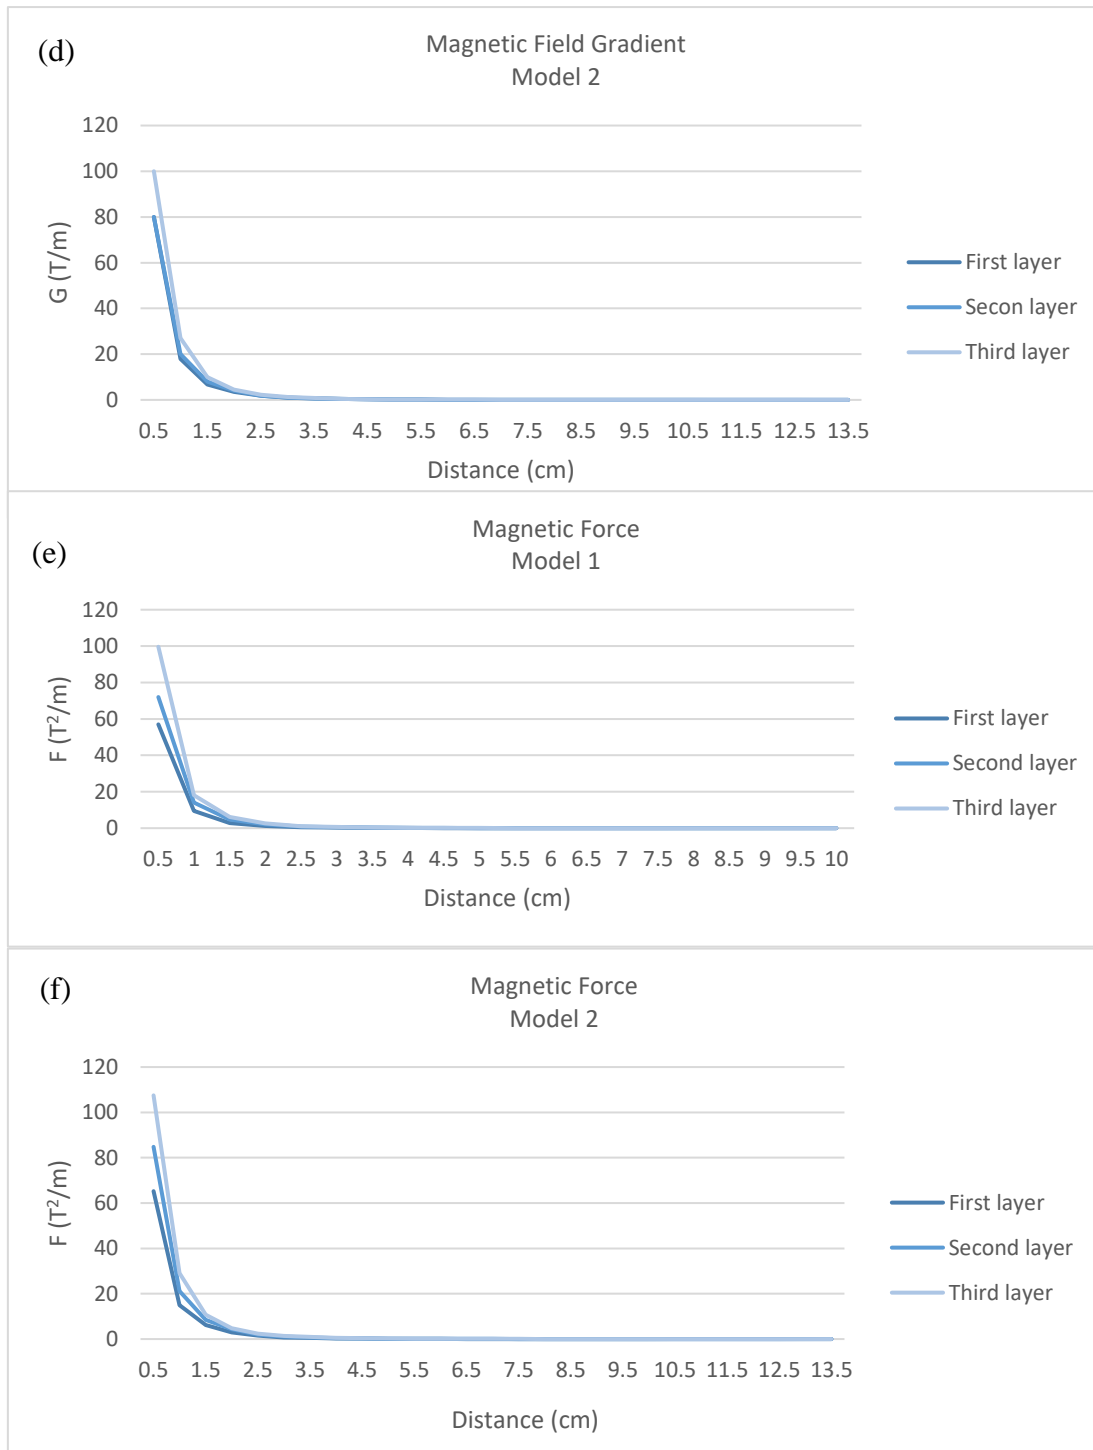 (d)
Magnetic Field Gradient
Model 2
120
100
80
60
40
20
0
G (T/m)
0.5 1.5 2.5 3.5 4.5 5.5 6.5 7.5 8.5 9.5 10.5 11.5 12.5 13.5
Distance (cm)
First layer
Secon layer
Third layer
(e)
Magnetic Force
Model 1
120
100
80
60
40
20
0
F (T²/m)
0.5 1 1.5 2 2.5 3 3.5 4 4.5 5 5.5 6 6.5 7 7.5 8 8.5 9 9.5 10
Distance (cm)
First layer
Second layer
Third layer
(f)
Magnetic Force
Model 2
120
100
80
60
40
20
0
F (T²/m)
0.5 1.5 2.5 3.5 4.5 5.5 6.5 7.5 8.5 9.5 10.5 11.5 12.5 13.5
Distance (cm)
First layer
Second layer
Third layer